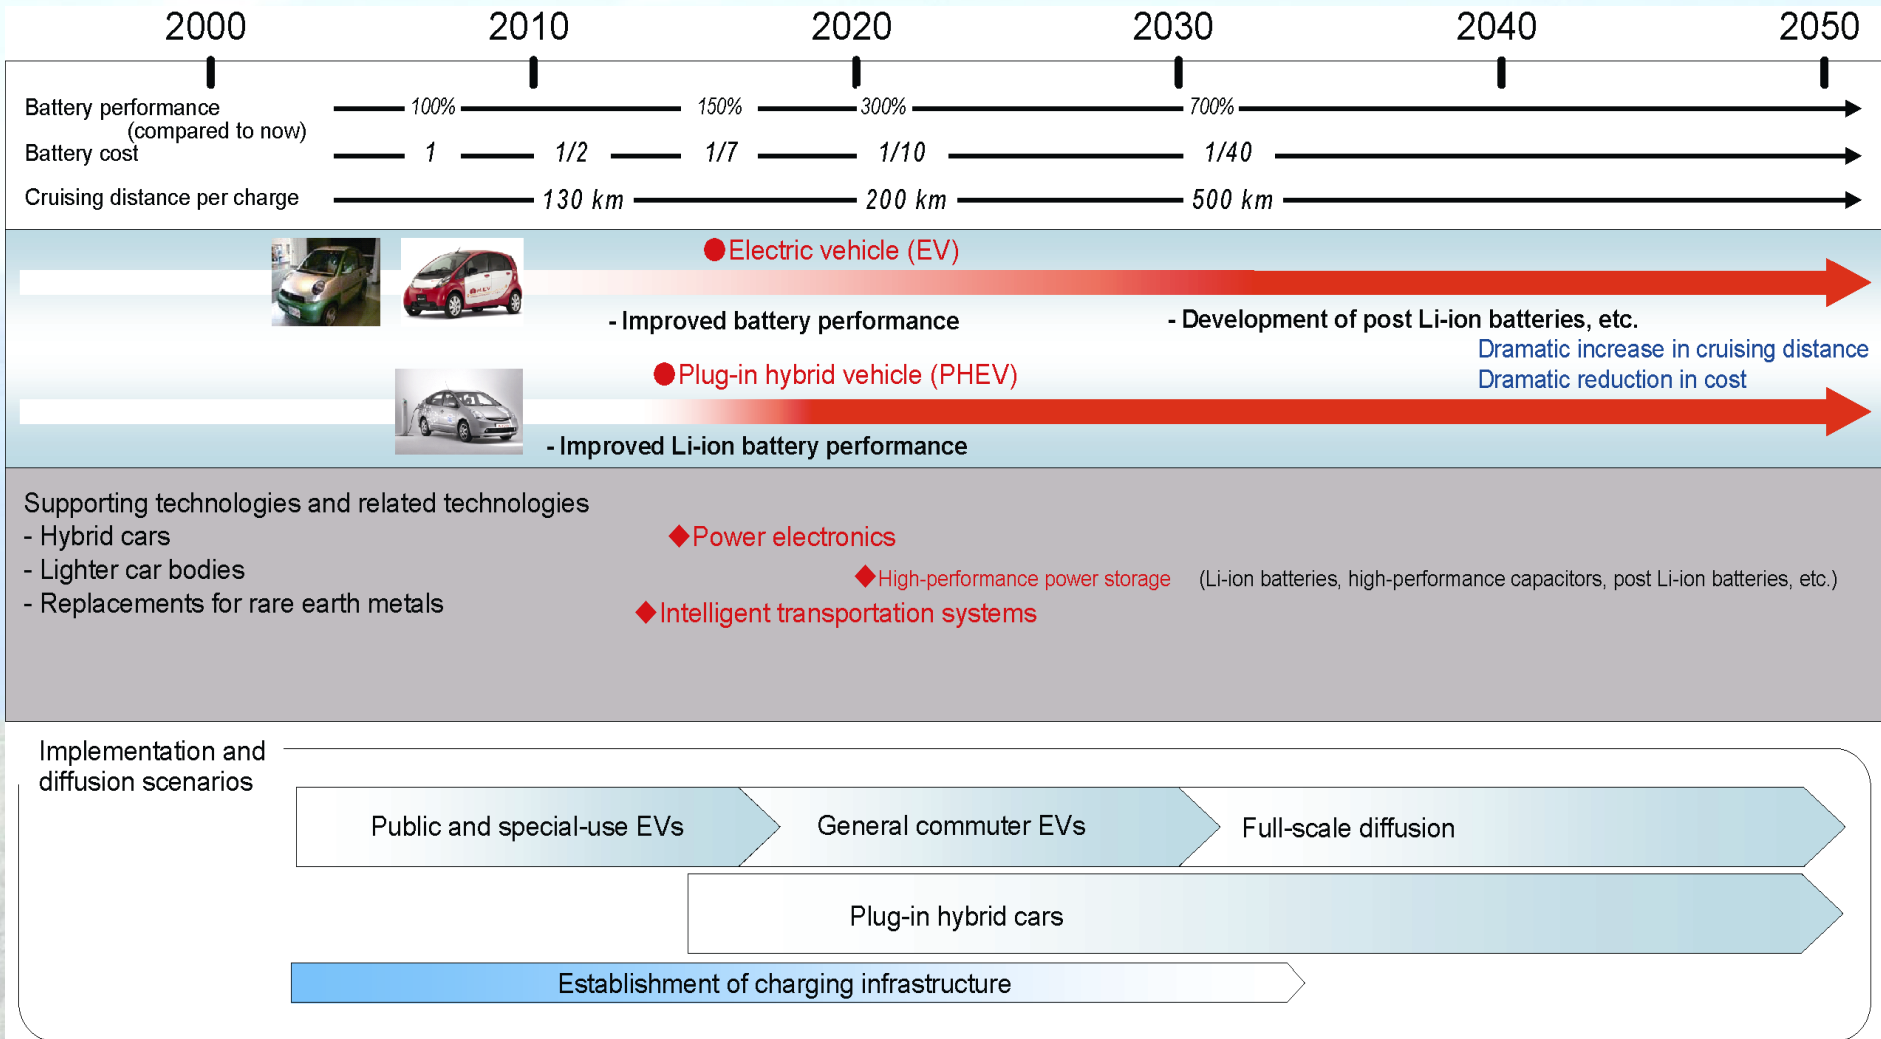 2000 2010 2020 2030 2040 2050
Battery performance 100% 150% 300% 700%
(compared to now)
Battery cost 1 1/2 1/7 1/10 1/40
Cruising distance per charge 130 km 200 km 500 km
Electric vehicle (EV)
- Improved battery performance - Development of post Li-ion batteries, etc.
Dramatic increase in cruising distance
Plug-in hybrid vehicle (PHEV) Dramatic reduction in cost
- Improved Li-ion battery performance
Supporting technologies and related technologies
- Hybrid cars
- Lighter car bodies
- Replacements for rare earth metals
Power electronics
High-performance power storage (Li-ion batteries, high-performance capacitors, post Li-ion batteries, etc.)
Intelligent transportation systems
Implementation and
diffusion scenarios
Public and special-use EVs General commuter EVs Full-scale diffusion
Plug-in hybrid cars
Establishment of charging infrastructure